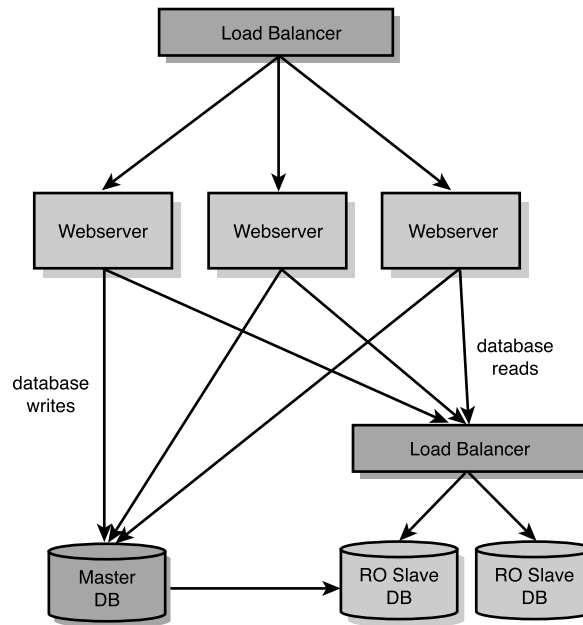 Load Balancer
Webserver
Webserver
Webserver
database
writes
database
reads
Load Balancer
Master
DB
RO Slave
DB
RO Slave
DB